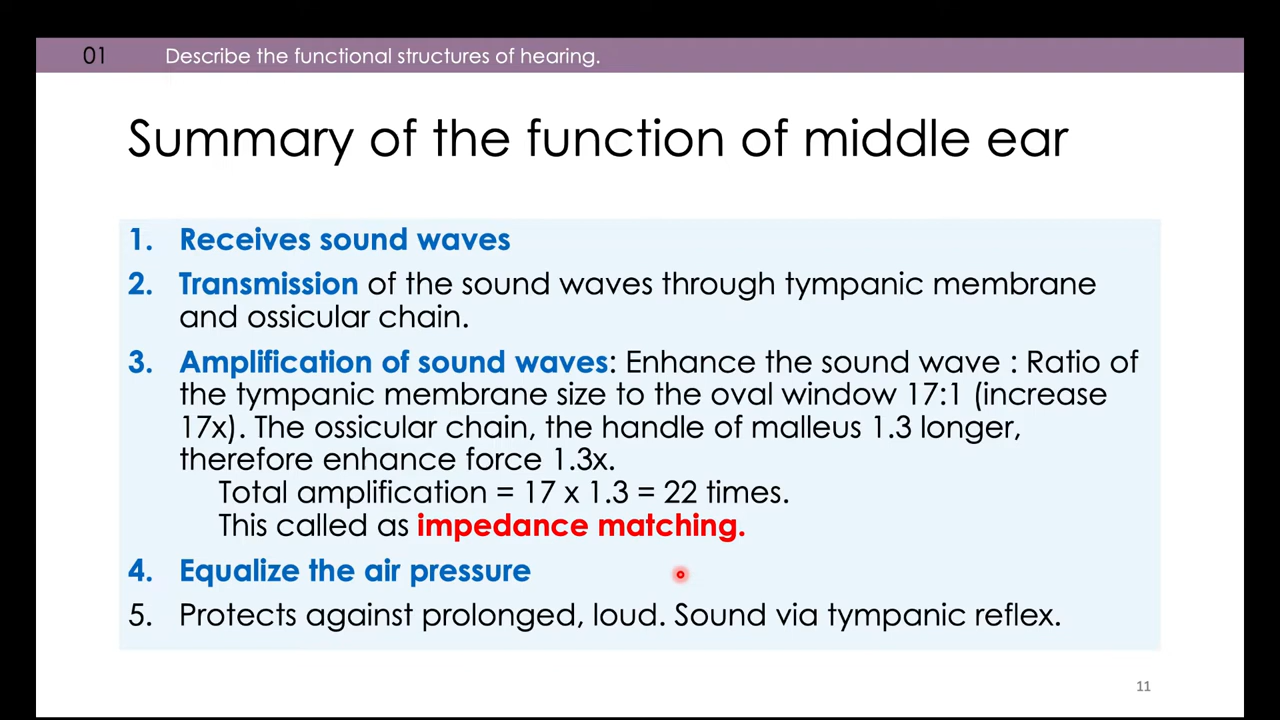 01 Describe the functional structures of hearing.
Summary of the function of middle ear
1. Receives sound waves
2. Transmission of the sound waves through tympanic membrane
and ossicular chain.
3. Amplification of sound waves: Enhance the sound wave : Ratio of
the tympanic membrane size to the oval window 17:1 (increase
17x). The ossicular chain, the handle of malleus 1.3 longer,
therefore enhance force 1.3x.
Total amplification = 17 x 1.3 = 22 times.
This called as impedance matching.
4. Equalize the air pressure
5. Protects against prolonged, loud. Sound via tympanic reflex.
11